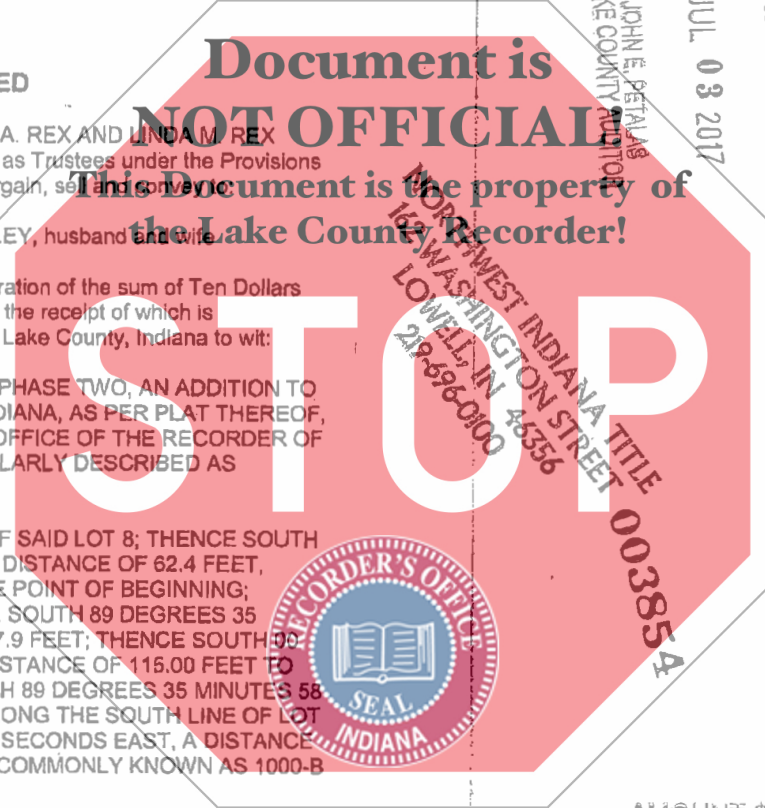 Document is
NOT OFFICIAL!
This Document is the property of
the Lake County Recorder!
STOP
ED
A. REX AND LINDA M. REX
as Trustees under the Provisions
gain, sell and convey to:
EY, husband and wife
ration of the sum of Ten Dollars
the receipt of which is
Lake County, Indiana to wit:
PHASE TWO, AN ADDITION TO
DIANA, AS PER PLAT THEREOF,
OFFICE OF THE RECORDER OF
LARLY DESCRIBED AS
F SAID LOT 8; THENCE SOUTH
DISTANCE OF 62.4 FEET,
E POINT OF BEGINNING;
SOUTH 89 DEGREES 35
7.9 FEET; THENCE SOUTH 00
STANCE OF 115.00 FEET TO
H 89 DEGREES 35 MINUTES 58
ONG THE SOUTH LINE OF LOT
SECONDS EAST, A DISTANCE
COMMONLY KNOWN AS 1000-B
NORTHWEST INDIANA TITLE
162 WASHINGTON STREET
LOWELL, IN 46356
219-696-0100
003854
JUL 03 2017
JOHN E. PETALAS
KE COUNTY AUDITOR
RECORDER'S OFFICE
SEAL
INDIANA